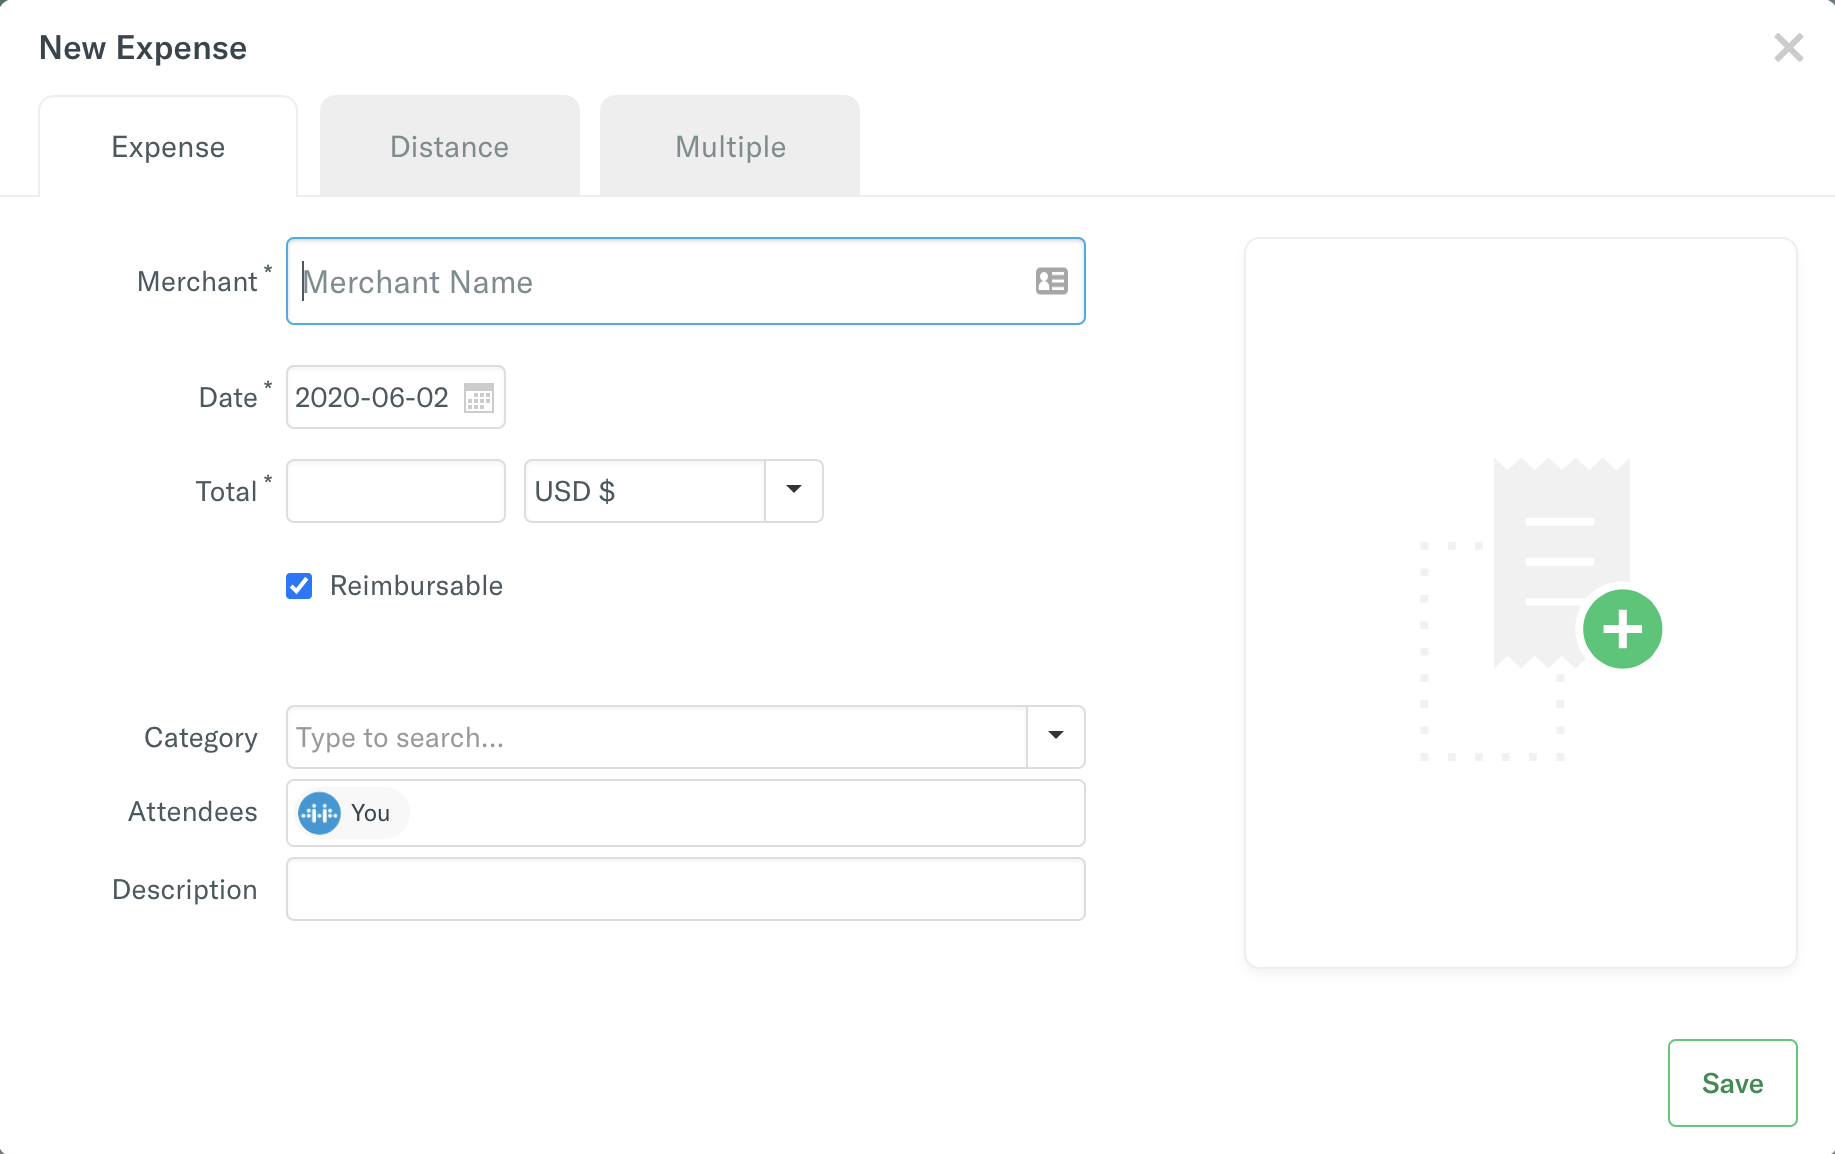 New Expense
Expense
Distance
Multiple
Merchant *
Merchant Name
Date *
2020-06-02
Total *
USD $
Reimbursable
Category
Type to search...
Attendees
You
Description
Save